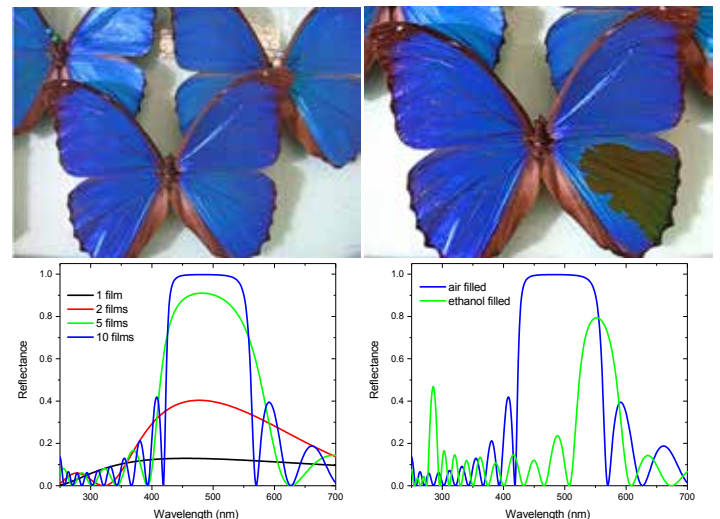 1.0
0.8
0.6
0.4
0.2
0.0
Reflectance
1 film
2 films
5 films
10 films
300 400 500 600 700
Wavelength (nm)
1.0
0.8
0.6
0.4
0.2
0.0
Reflectance
air filled
ethanol filled
300 400 500 600 700
Wavelength (nm)